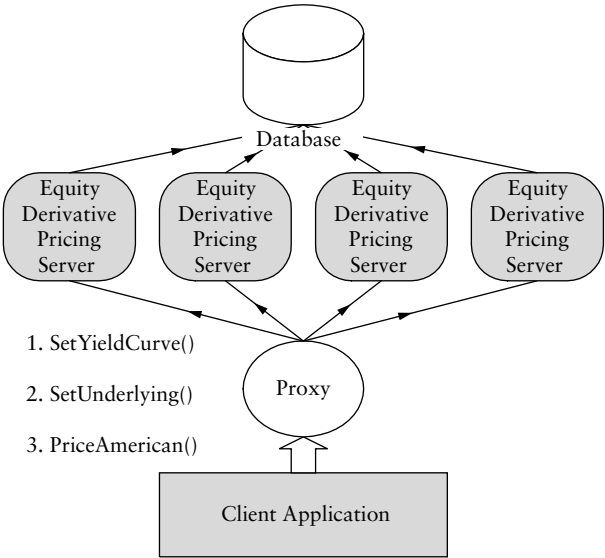 Database
Equity
Derivative
Pricing
Server
Equity
Derivative
Pricing
Server
Equity
Derivative
Pricing
Server
Equity
Derivative
Pricing
Server
1. SetYieldCurve()
2. SetUnderlying()
3. PriceAmerican()
Proxy
Client Application